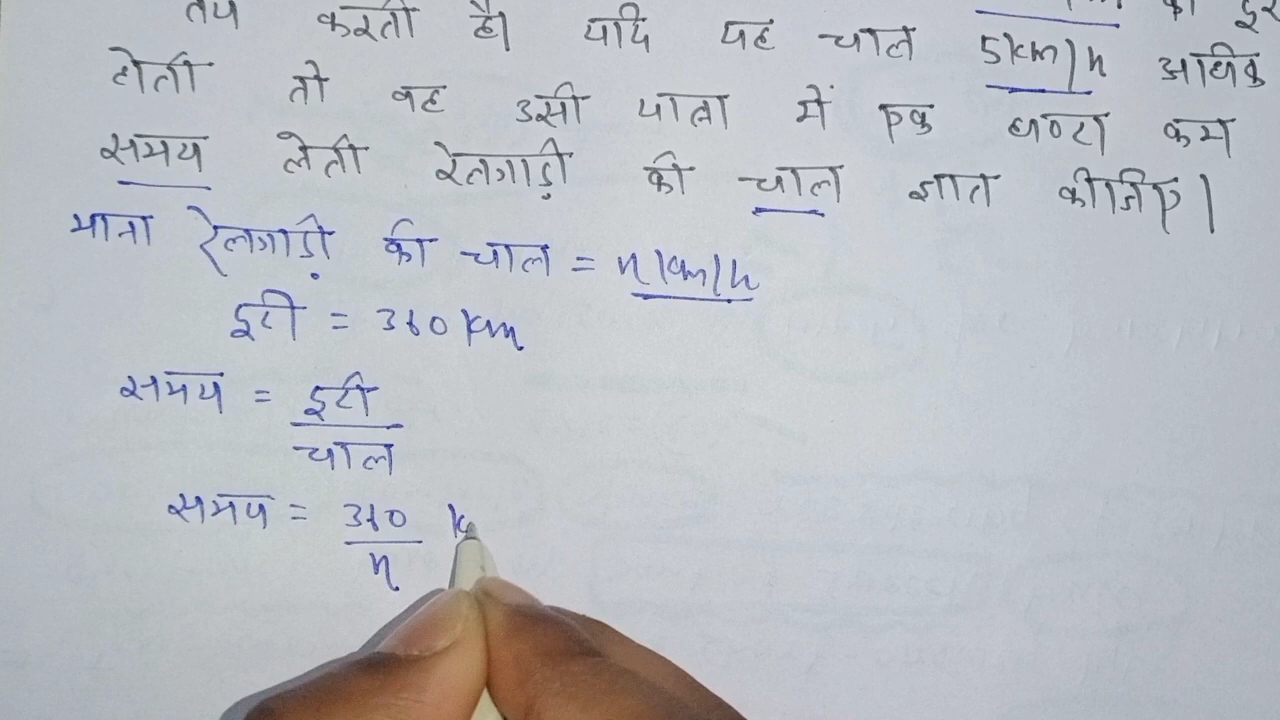 तय करती है। यदि यह चाल 5km/h अधिक
होती तो वह उसी यात्रा में एक घण्टा कम
समय लेती रेलगाड़ी की चाल ज्ञात कीजिए।
माना रेलगाड़ी की चाल = x km/h
दूरी = 360 km
समय = दूरी
चाल
समय = 360 k
x